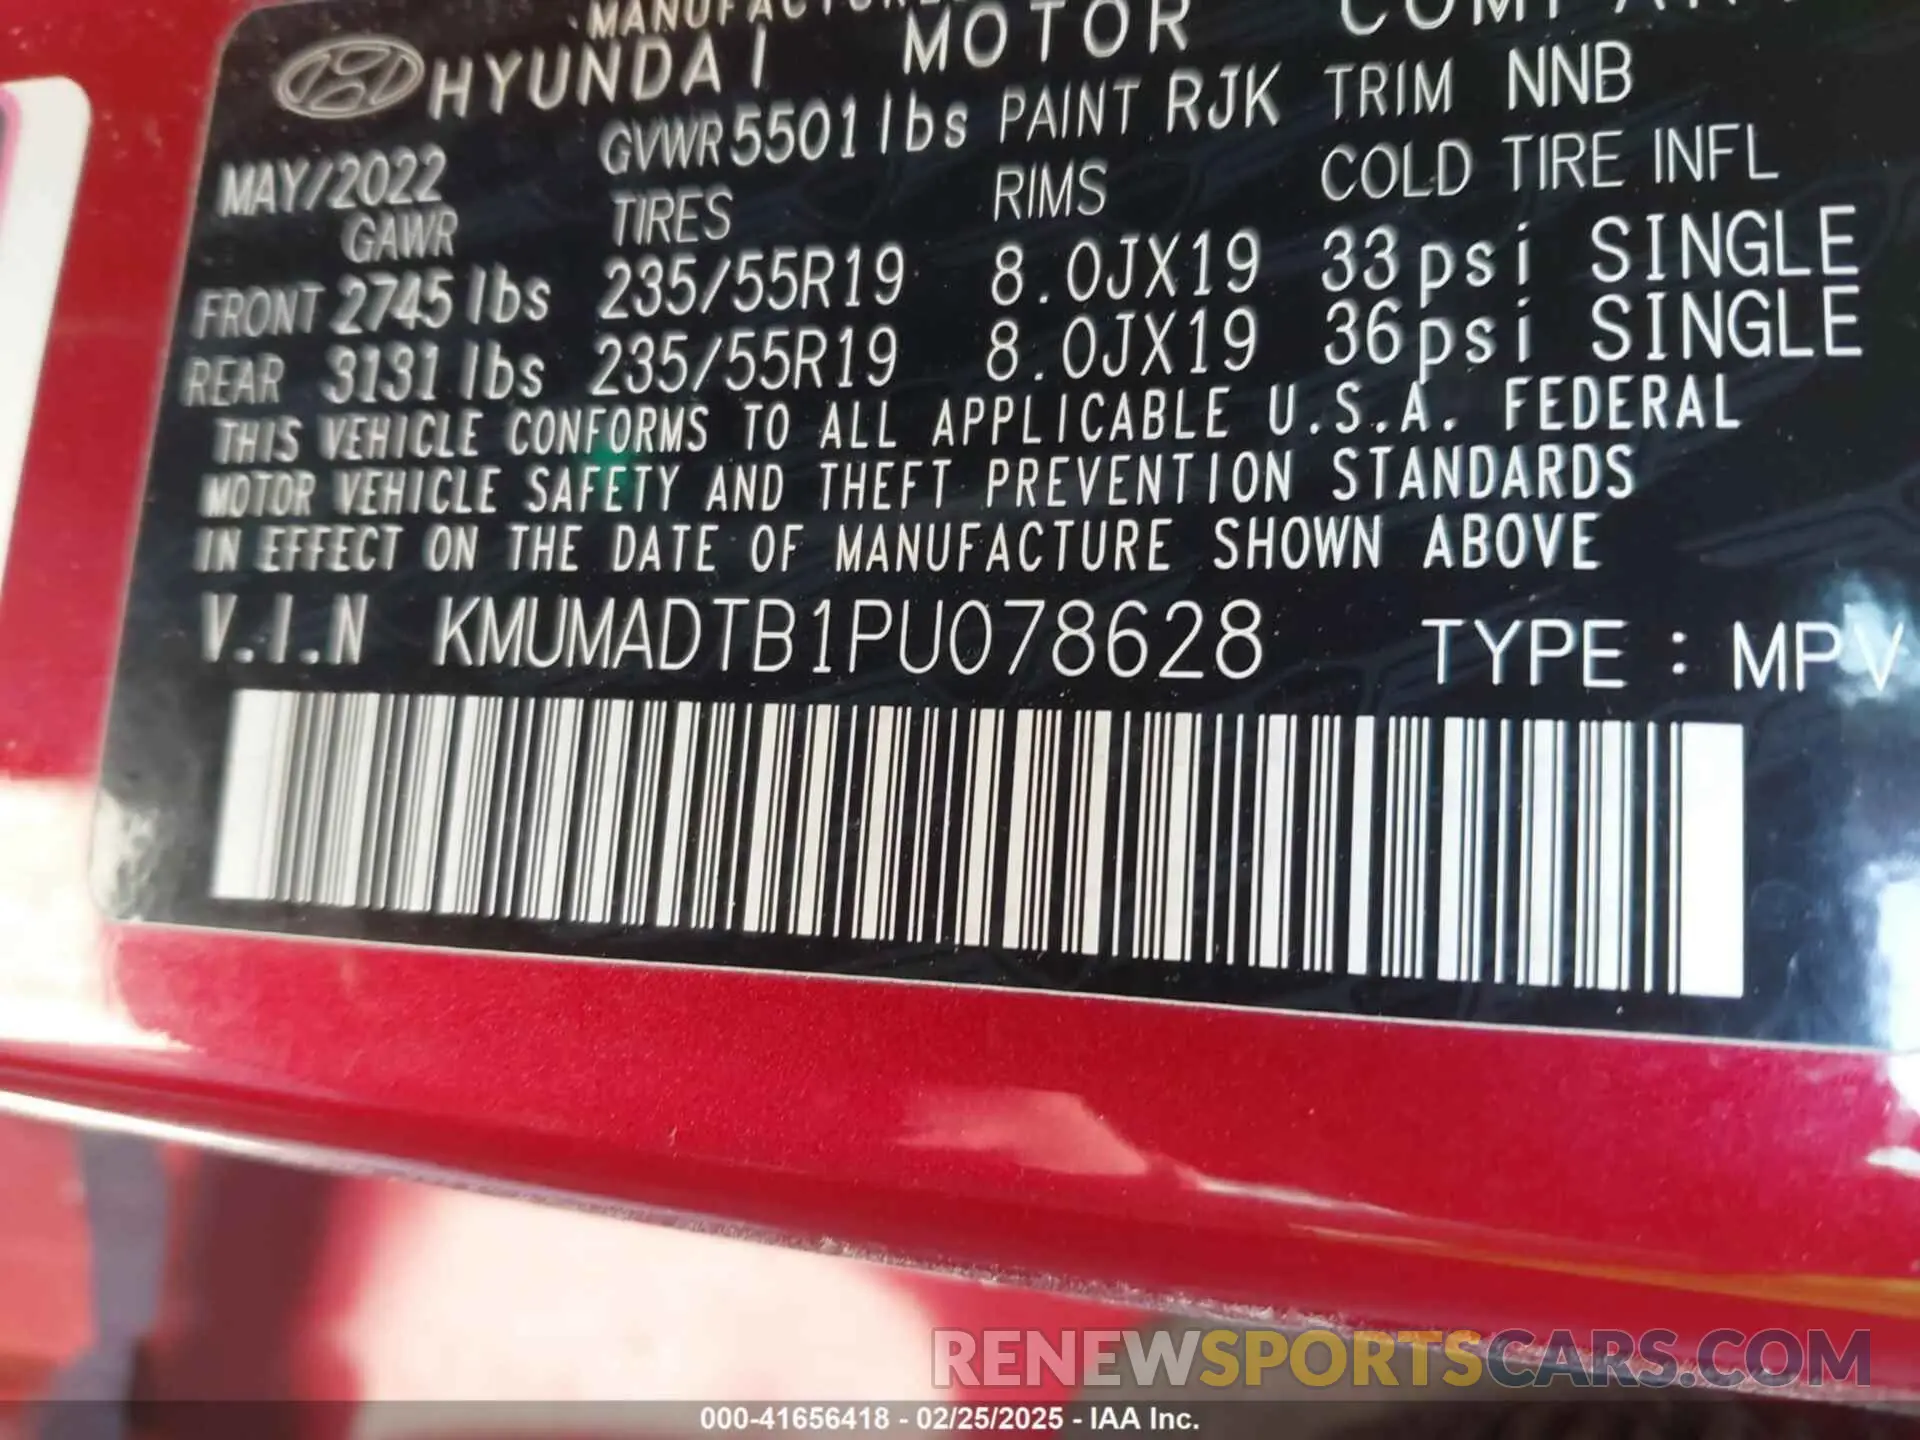 MANUFACTURED
HYUNDAI MOTOR COMPANY
MAY/2022 GVWR 5501 lbs PAINT RJK TRIM NNB
GAWR TIRES RIMS COLD TIRE INFL
FRONT 2745 lbs 235/55R19 8.0JX19 33psi SINGLE
REAR 3131 lbs 235/55R19 8.0JX19 36psi SINGLE
THIS VEHICLE CONFORMS TO ALL APPLICABLE U.S.A. FEDERAL
MOTOR VEHICLE SAFETY AND THEFT PREVENTION STANDARDS
IN EFFECT ON THE DATE OF MANUFACTURE SHOWN ABOVE
V.I.N KMUMADTB1PU078628 TYPE : MPV
RENEWSPORTSCARS.COM
000-41656418 - 02/25/2025 - IAA Inc.